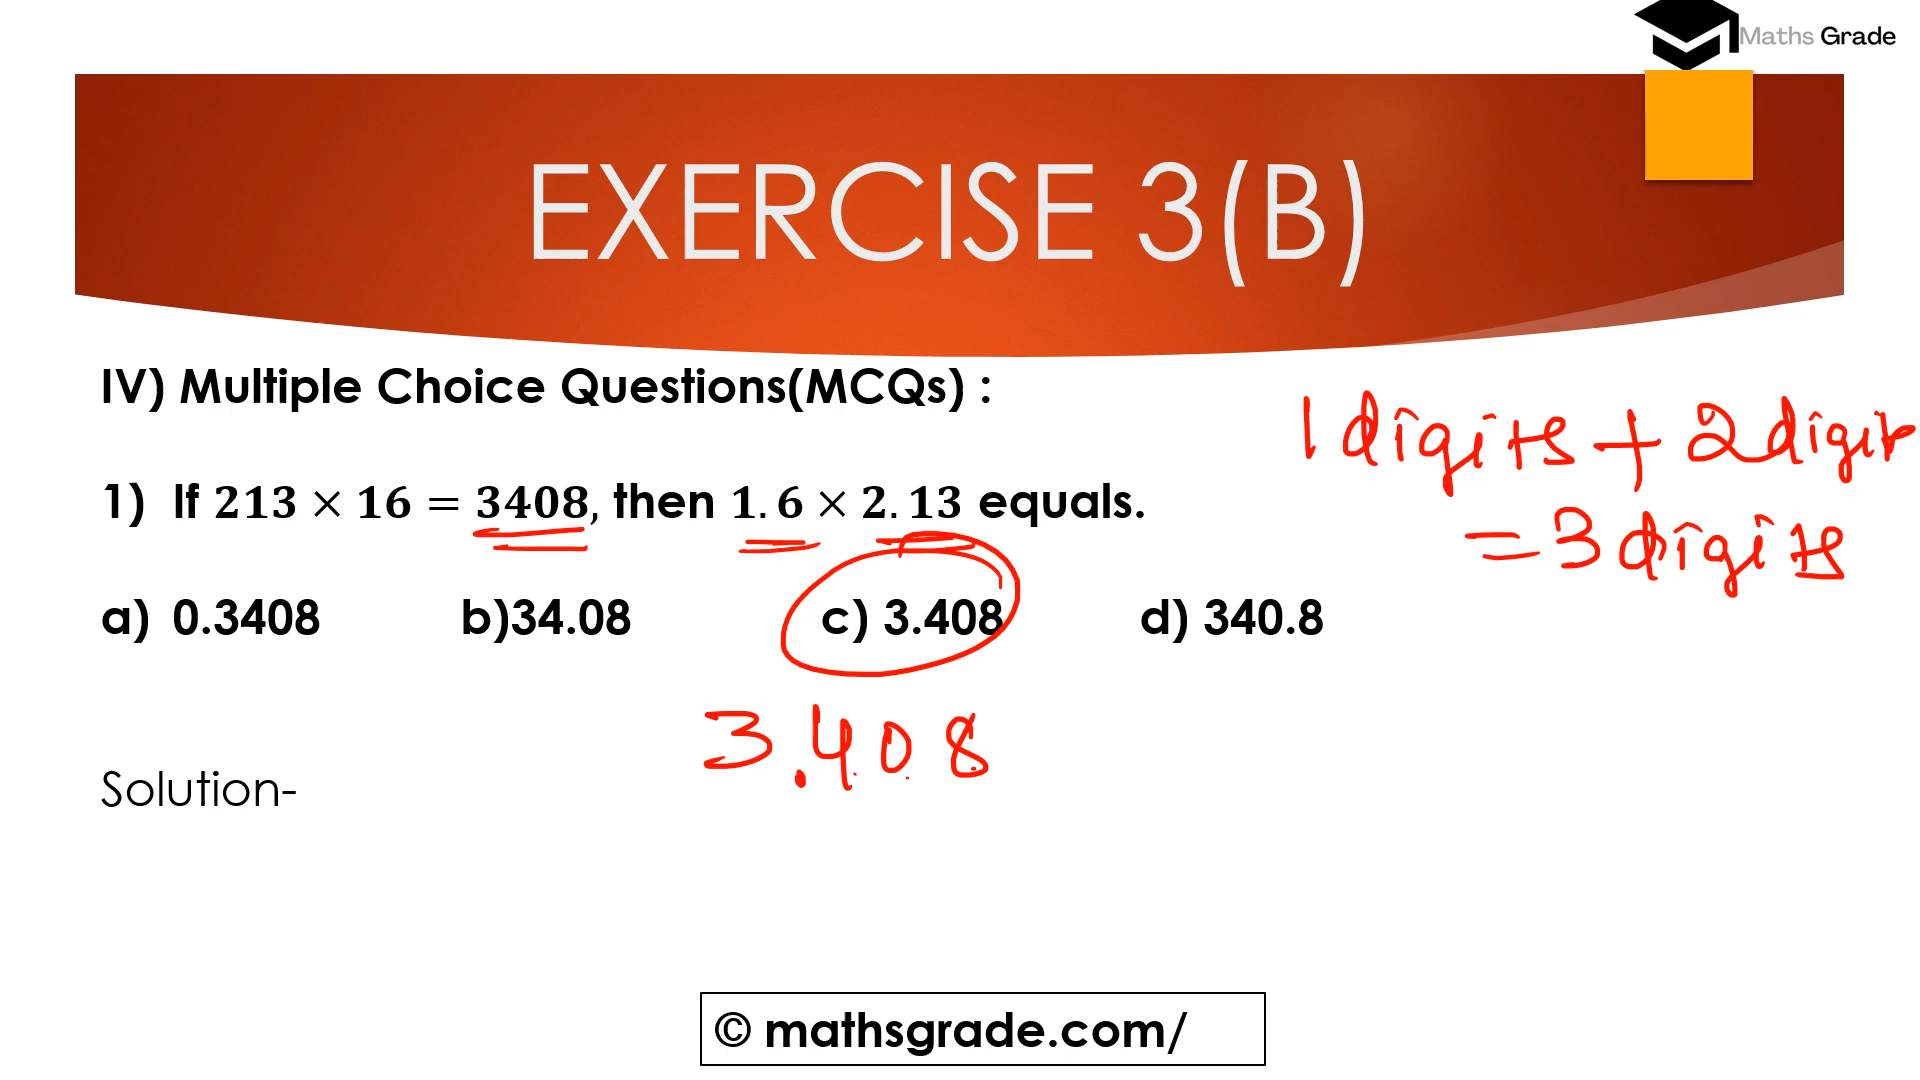 Maths Grade
EXERCISE 3(B)
IV) Multiple Choice Questions(MCQs) :
1 digits + 2 digits
1) If 213 × 16 = 3408, then 1.6 × 2.13 equals.
= 3 digits
a) 0.3408 b)34.08 c) 3.408 d) 340.8
3.408
Solution-
© mathsgrade.com/